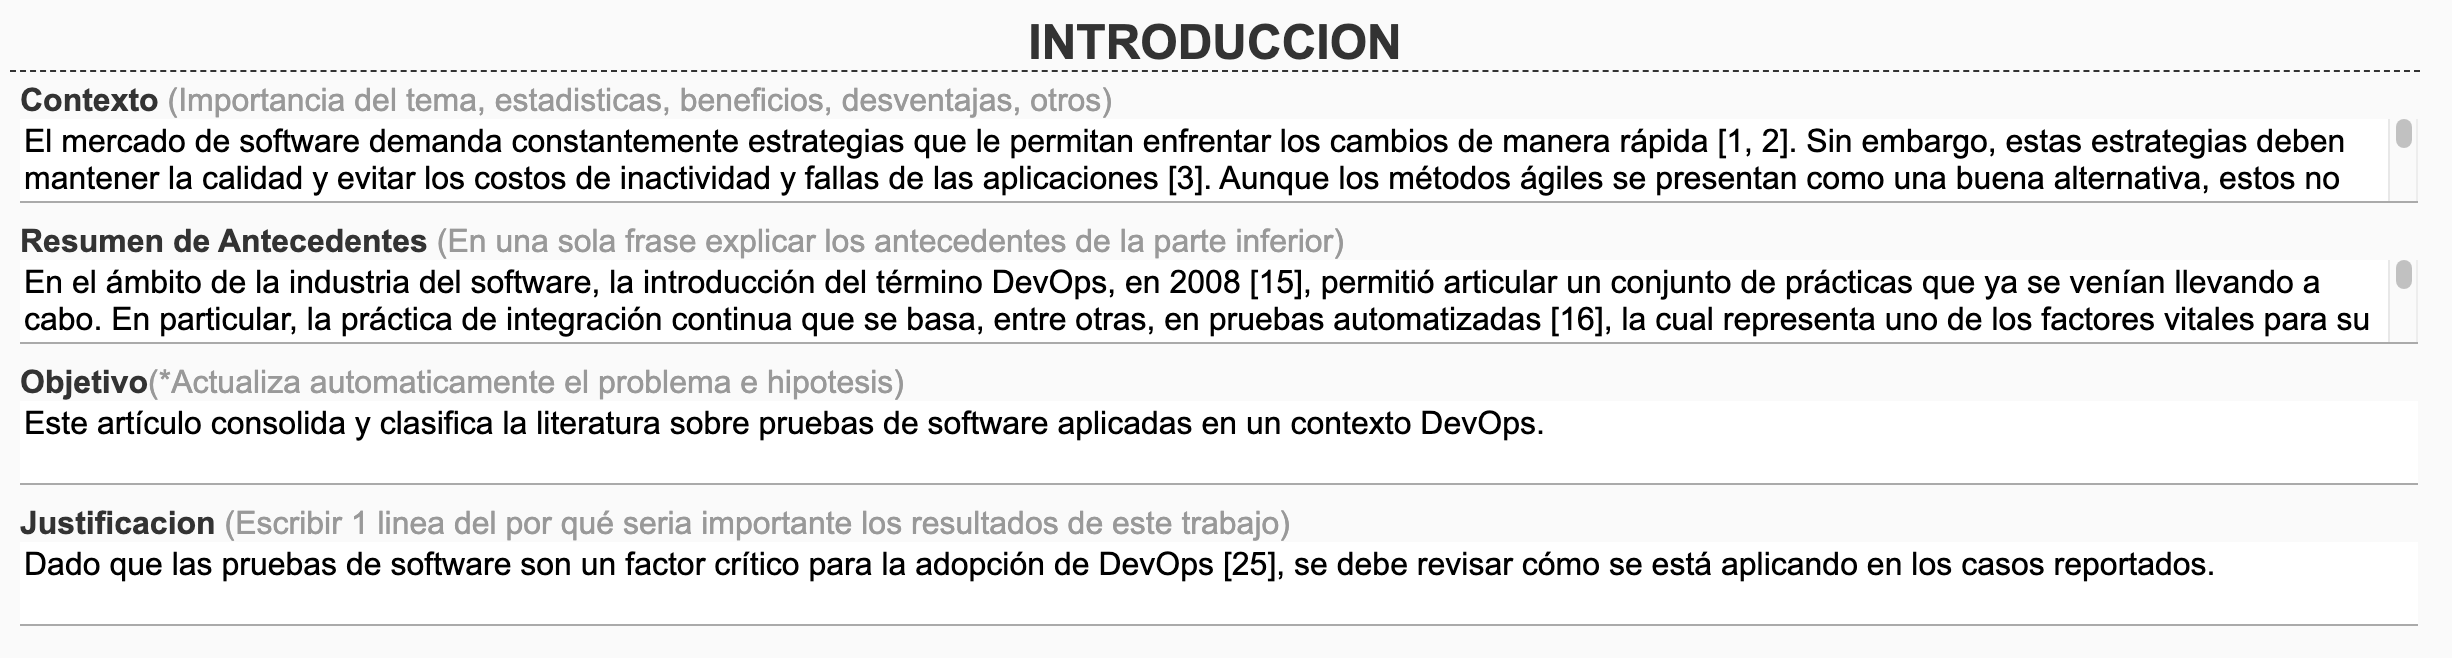 INTRODUCCION
Contexto (Importancia del tema, estadisticas, beneficios, desventajas, otros)
El mercado de software demanda constantemente estrategias que le permitan enfrentar los cambios de manera rápida [1, 2]. Sin embargo, estas estrategias deben
mantener la calidad y evitar los costos de inactividad y fallas de las aplicaciones [3]. Aunque los métodos ágiles se presentan como una buena alternativa, estos no
Resumen de Antecedentes (En una sola frase explicar los antecedentes de la parte inferior)
En el ámbito de la industria del software, la introducción del término DevOps, en 2008 [15], permitió articular un conjunto de prácticas que ya se venían llevando a
cabo. En particular, la práctica de integración continua que se basa, entre otras, en pruebas automatizadas [16], la cual representa uno de los factores vitales para su
Objetivo(*Actualiza automaticamente el problema e hipotesis)
Este artículo consolida y clasifica la literatura sobre pruebas de software aplicadas en un contexto DevOps.
Justificacion (Escribir 1 linea del por qué seria importante los resultados de este trabajo)
Dado que las pruebas de software son un factor crítico para la adopción de DevOps [25], se debe revisar cómo se está aplicando en los casos reportados.